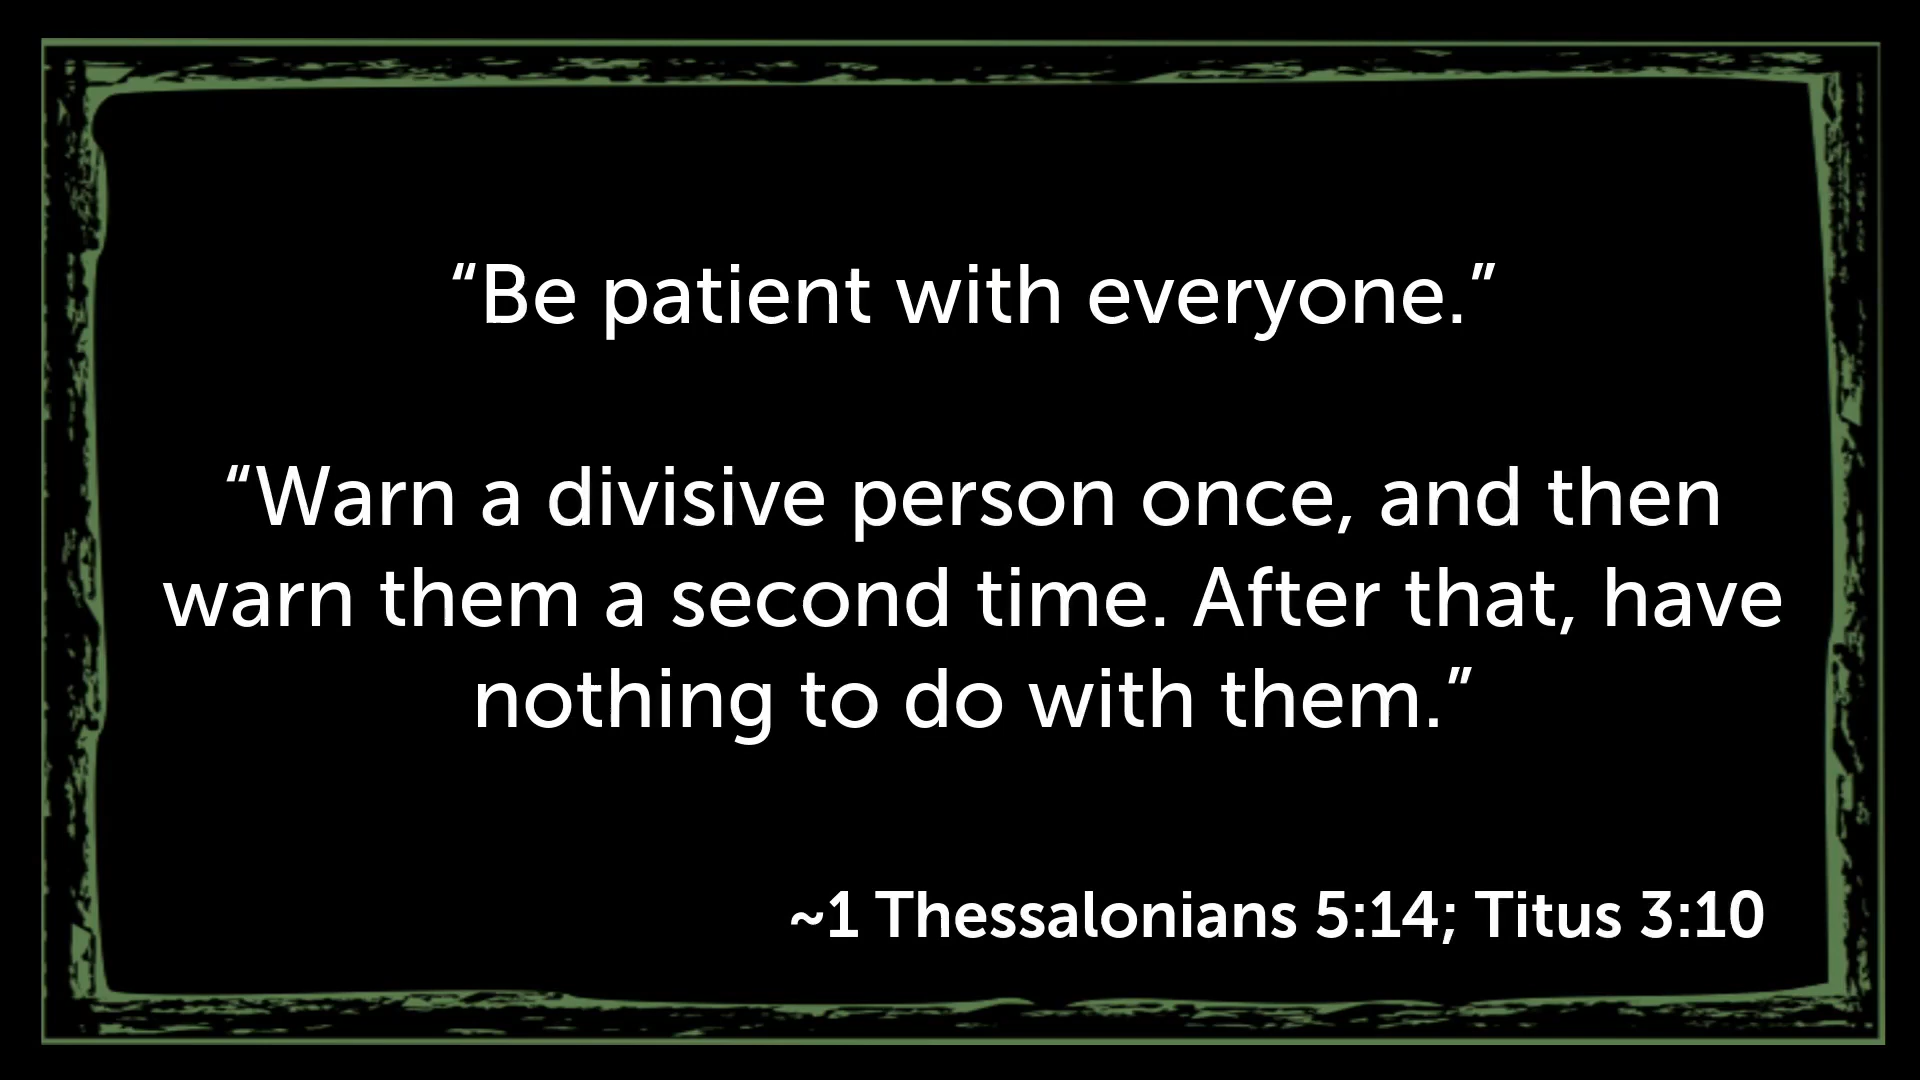 “Be patient with everyone.”
“Warn a divisive person once, and then
warn them a second time. After that, have
nothing to do with them.”
~1 Thessalonians 5:14; Titus 3:10